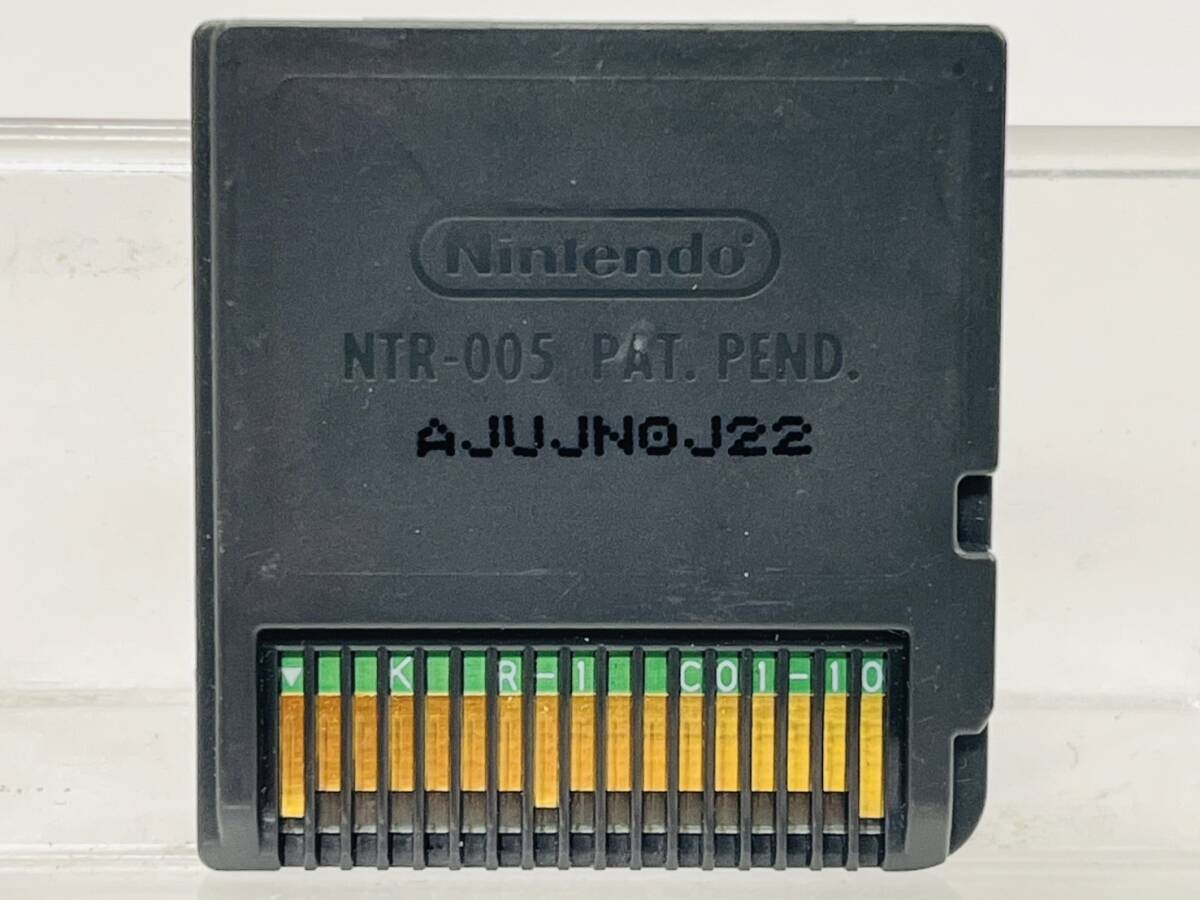 Nintendo®
NTR-005 PAT. PEND.
AJUJN0J22
▼ K R-1 C01-10